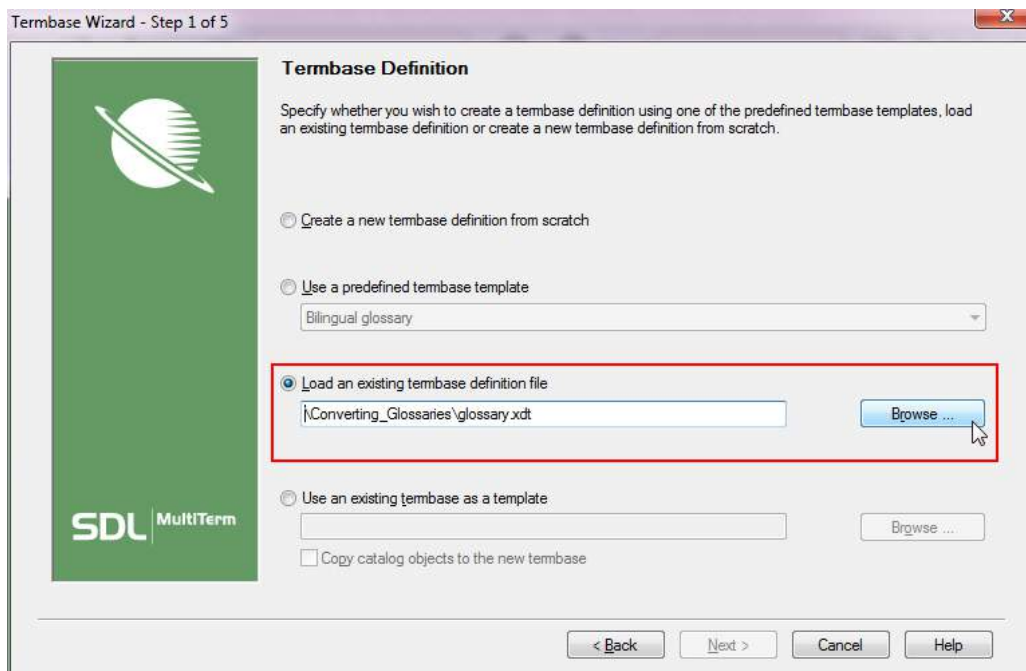 Termbase Wizard - Step 1 of 5
Termbase Definition
Specify whether you wish to create a termbase definition using one of the predefined termbase templates, load
an existing termbase definition or create a new termbase definition from scratch.
Create a new termbase definition from scratch
Use a predefined termbase template
Bilingual glossary
Load an existing termbase definition file
\Converting_Glossaries\glossary.xdt
Browse ...
Use an existing termbase as a template
Browse ...
Copy catalog objects to the new termbase
SDL MultiTerm
< Back
Next >
Cancel
Help